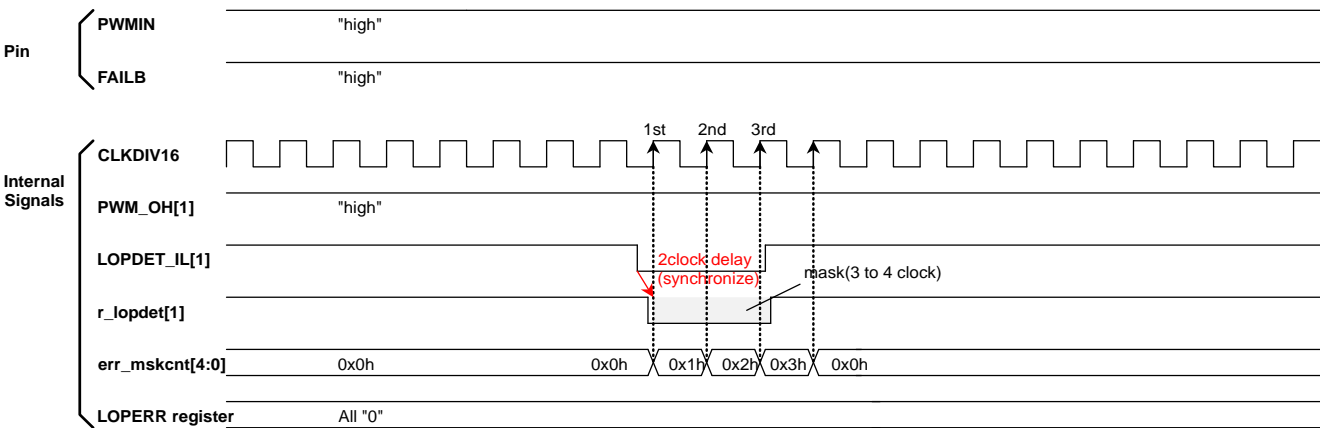 Pin
PWMIN "high"
FAILB "high"
1st 2nd 3rd
Internal
Signals
CLKDIV16
PWM_OH[1] "high"
LOPDET_IL[1]
2clock delay
(synchronize)
mask(3 to 4 clock)
r_lopdet[1]
err_mskcnt[4:0] 0x0h 0x0h 0x1h 0x2h 0x3h 0x0h
LOPERR register All "0"